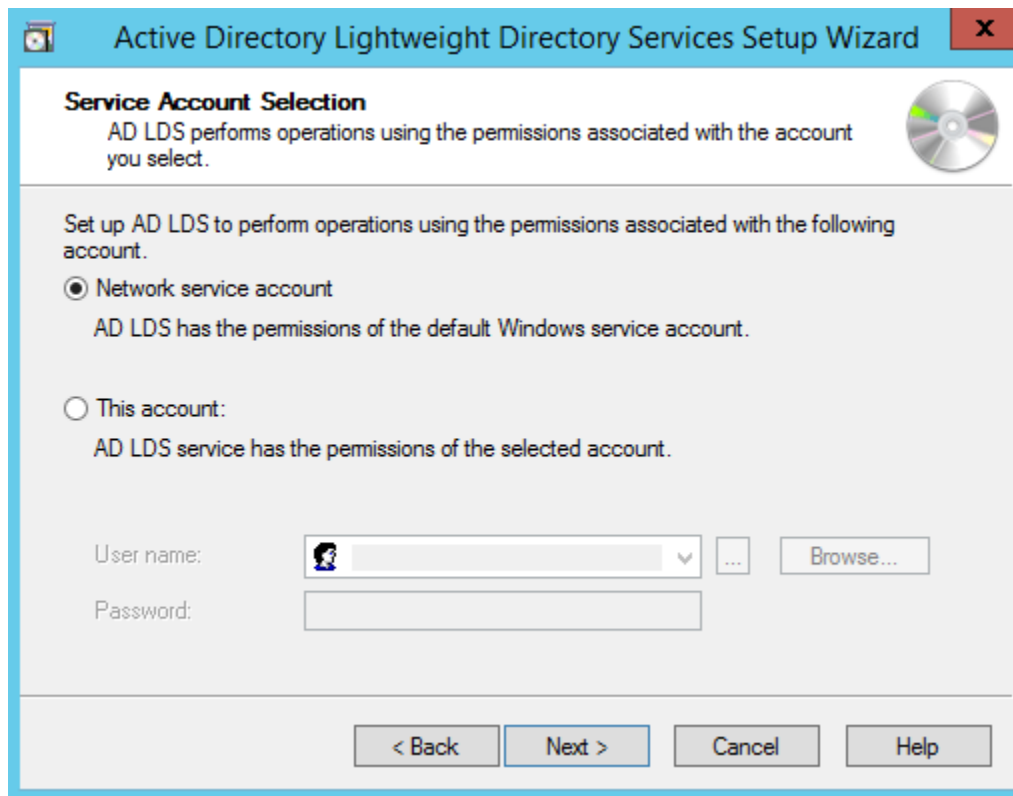 Active Directory Lightweight Directory Services Setup Wizard
x
Service Account Selection
AD LDS performs operations using the permissions associated with the account
you select.
Set up AD LDS to perform operations using the permissions associated with the following
account.
Network service account
AD LDS has the permissions of the default Windows service account.
This account:
AD LDS service has the permissions of the selected account.
User name:
... Browse...
Password:
< Back Next > Cancel Help